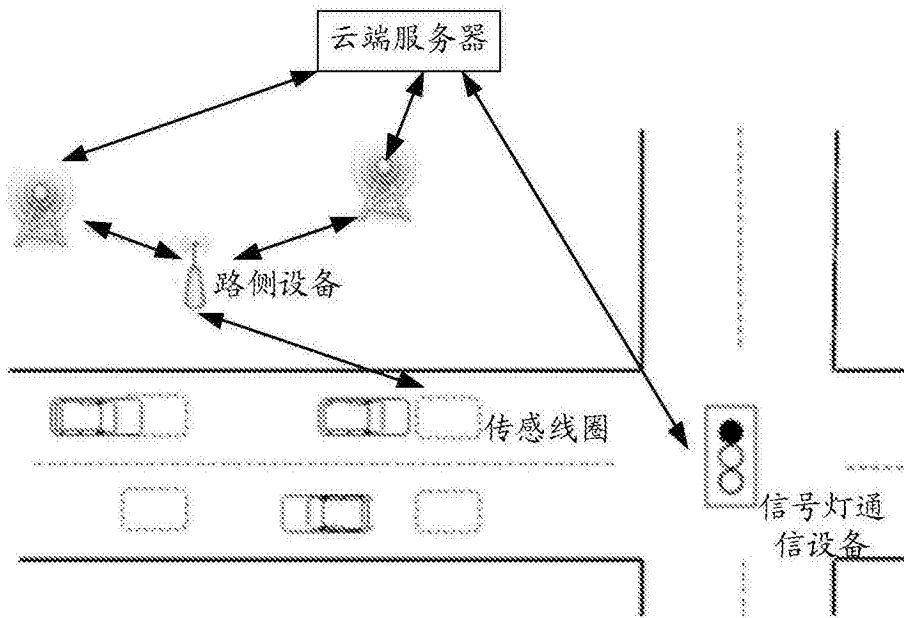 云端服务器
路侧设备
传感线圈
信号灯通
信设备